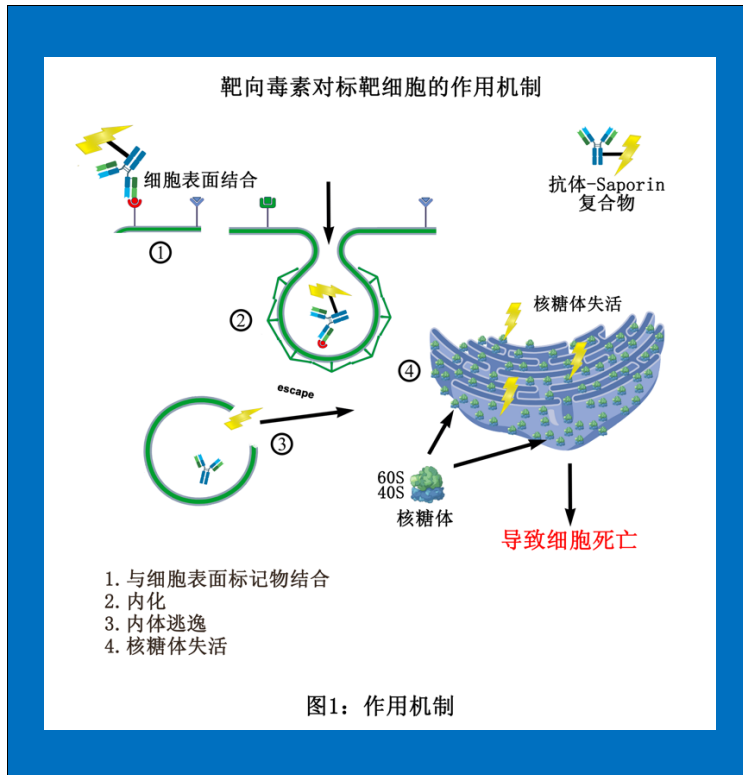 靶向毒素对标靶细胞的作用机制
细胞表面结合
抗体-Saporin
复合物
①
②
核糖体失活
④
escape
③
60S
40S
核糖体
导致细胞死亡
1.与细胞表面标记物结合
2.内化
3.内体逃逸
4.核糖体失活
图1：作用机制